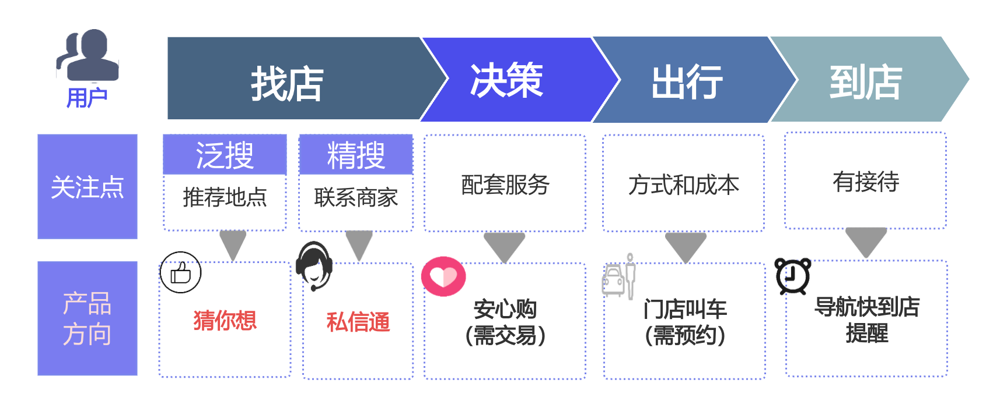 用户
找店
决策
出行
到店
关注点
泛搜
推荐地点
精搜
联系商家
配套服务
方式和成本
有接待
产品
方向
猜你想
私信通
安心购
（需交易）
门店叫车
（需预约）
导航快到店
提醒